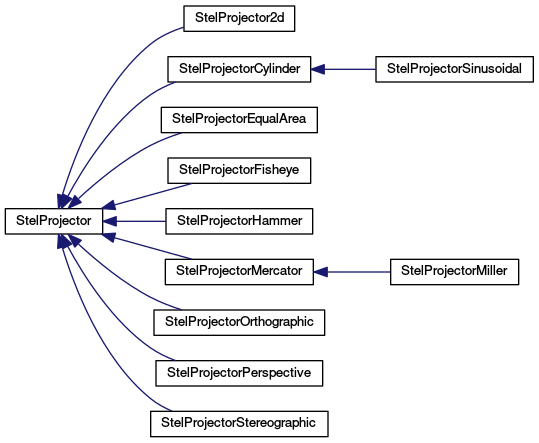 StelProjector2d
StelProjectorCylinder
StelProjectorSinusoidal
StelProjectorEqualArea
StelProjectorFisheye
StelProjector
StelProjectorHammer
StelProjectorMercator
StelProjectorMiller
StelProjectorOrthographic
StelProjectorPerspective
StelProjectorStereographic